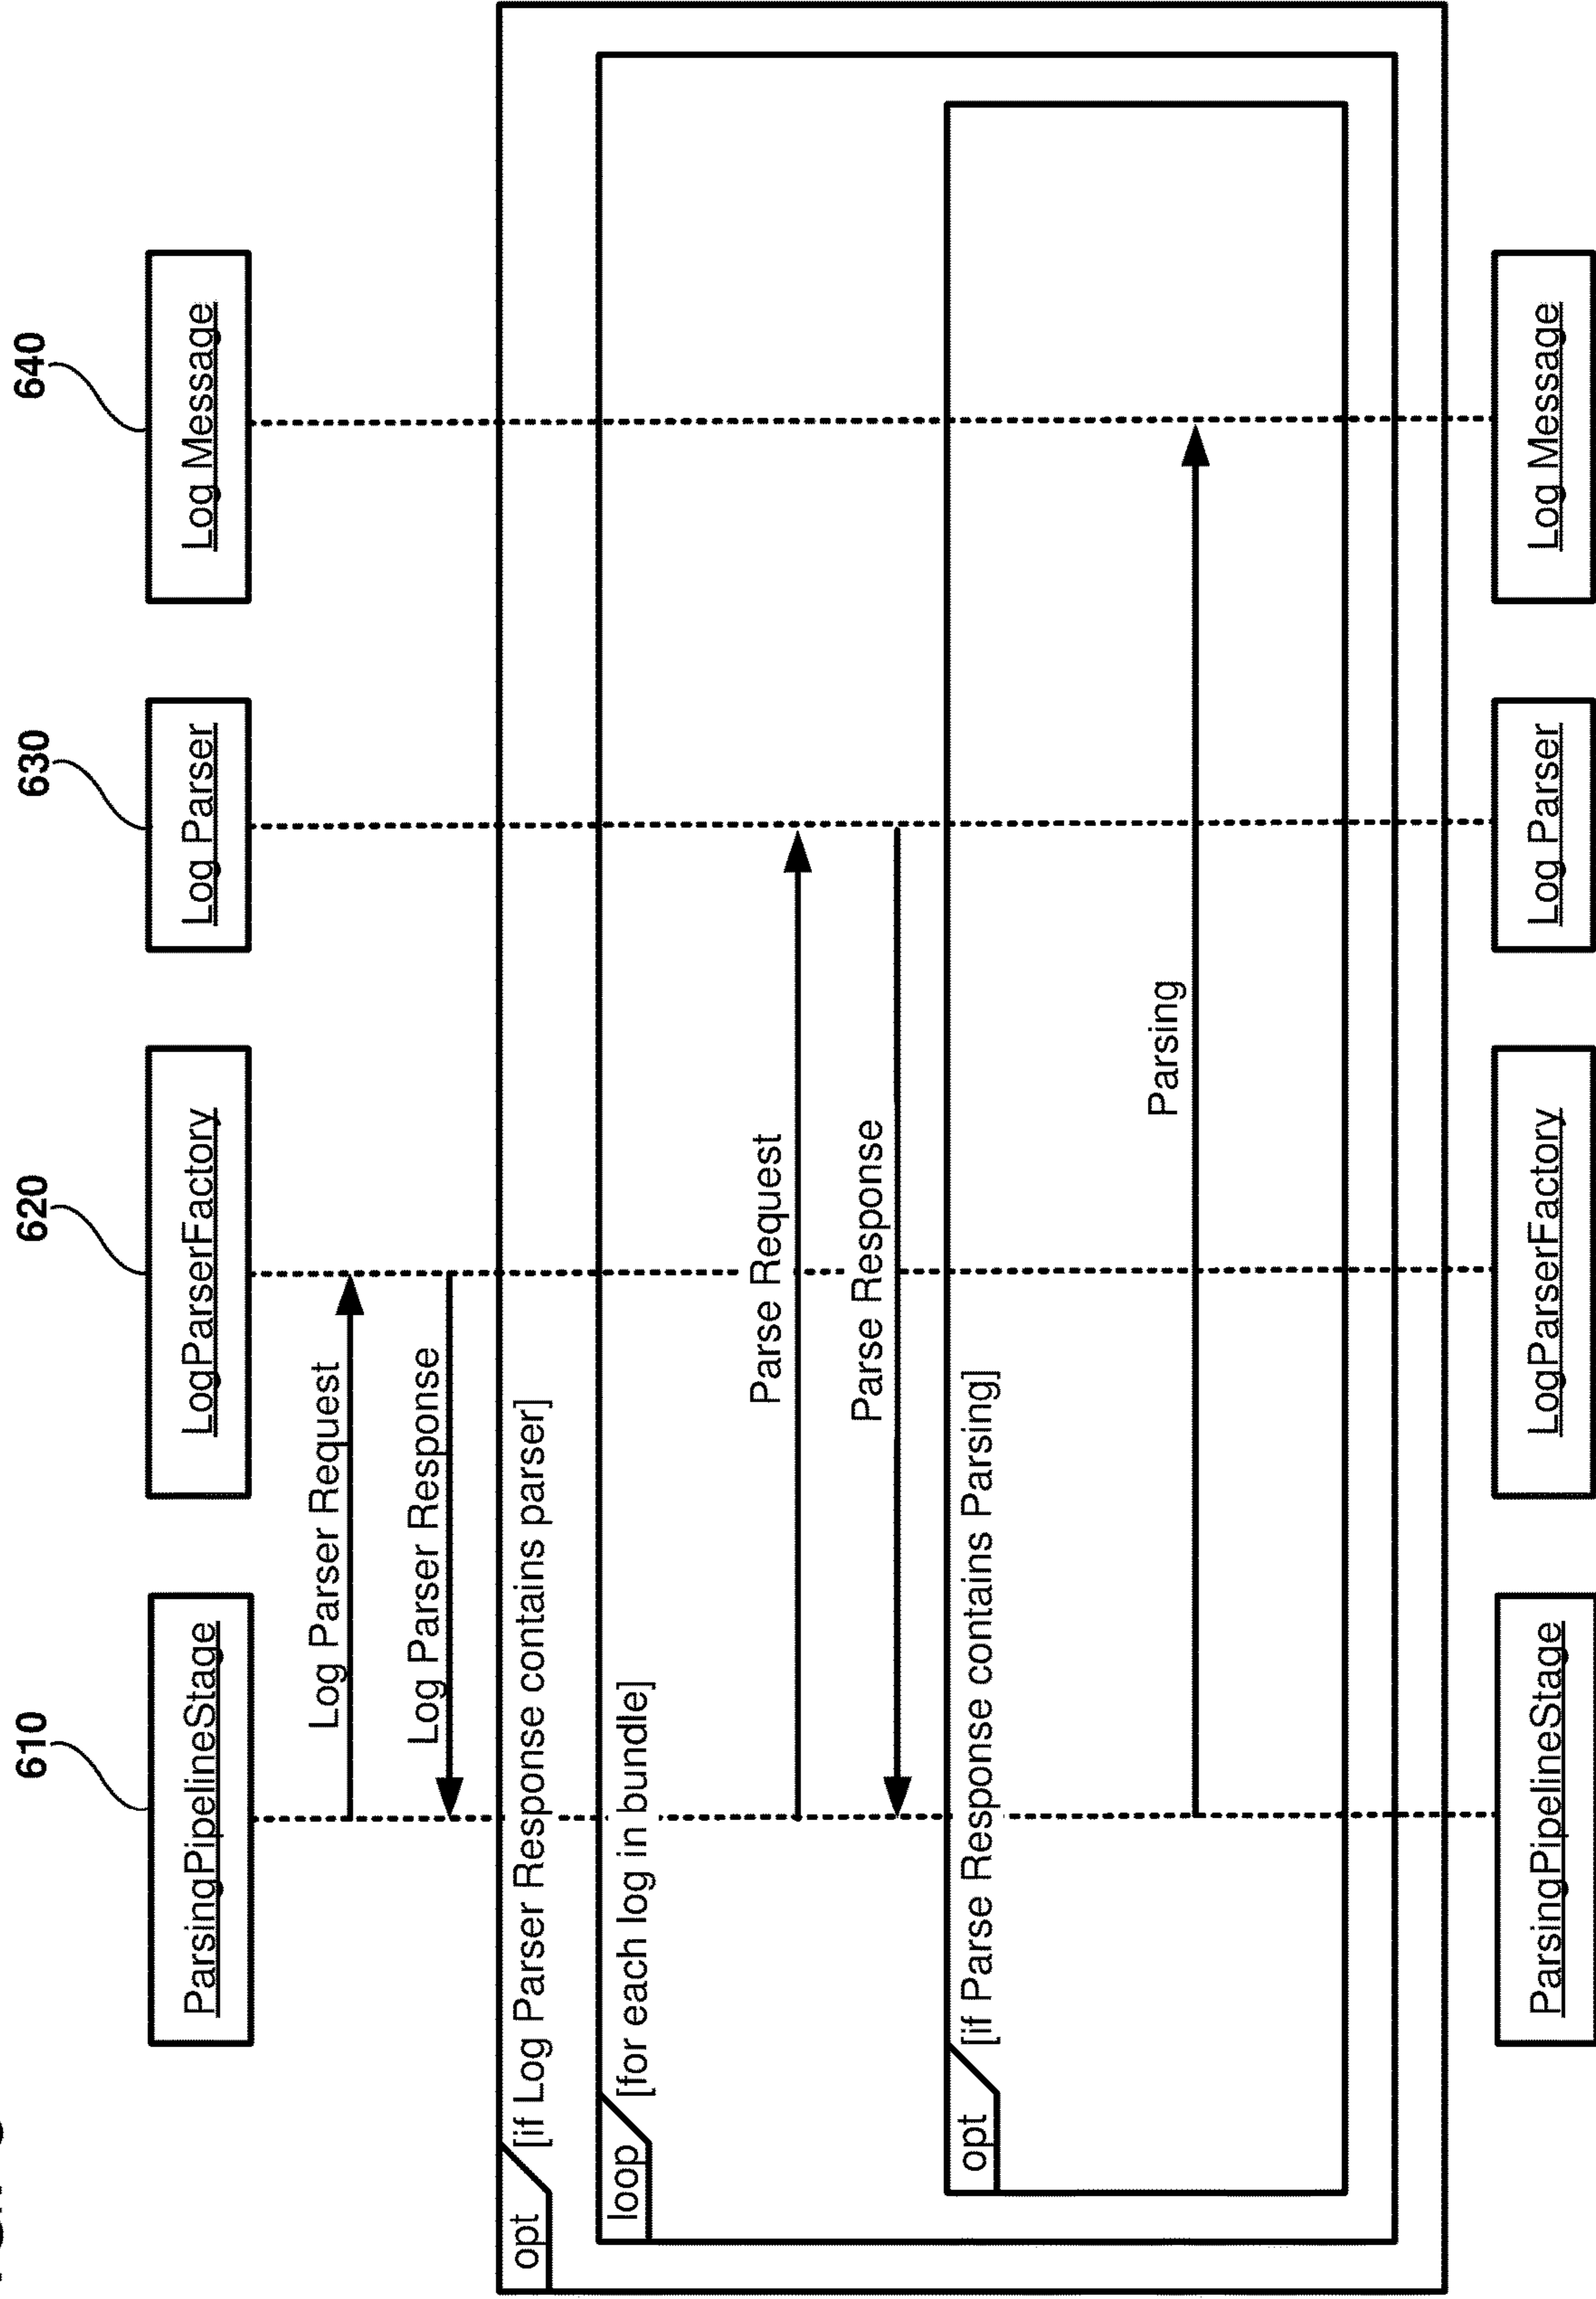 610
620
630
640
ParsingPipelineStage
LogParserFactory
Log Parser
Log Message
Log Parser Request
Log Parser Response
opt
[if Log Parser Response contains parser]
loop
[for each log in bundle]
Parse Request
Parse Response
opt
[if Parse Response contains Parsing]
Parsing
ParsingPipelineStage
LogParserFactory
Log Parser
Log Message